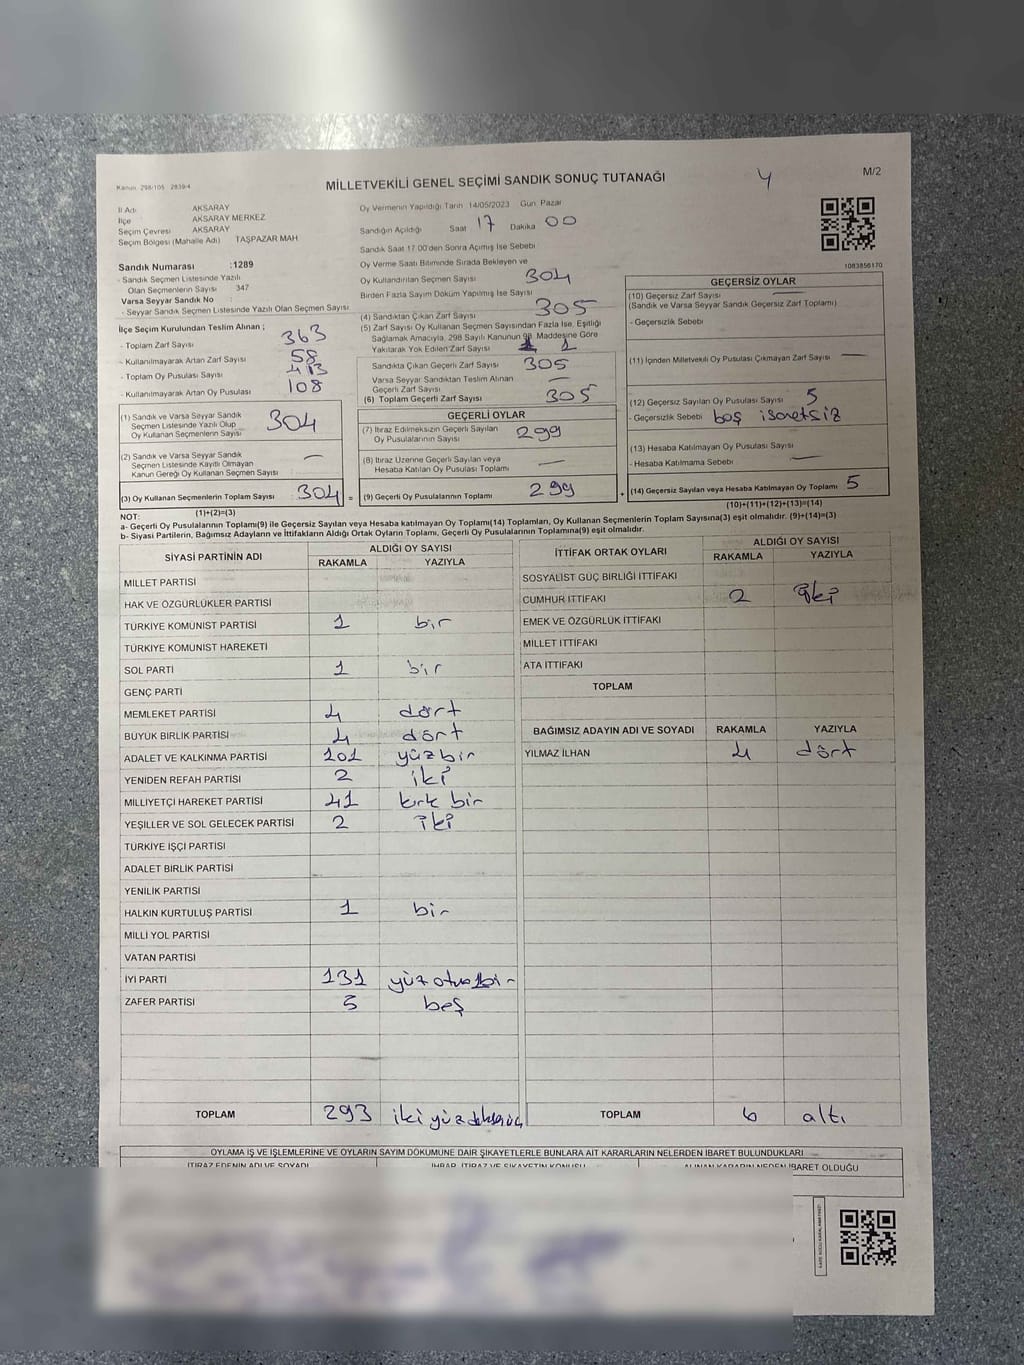 Kanun 298/105 2839/4
MİLLETVEKİLİ GENEL SEÇİMİ SANDIK SONUÇ TUTANAĞI
4
M/2
İl Adı AKSARAY
İlçe AKSARAY MERKEZ
Seçim Çevresi AKSARAY
Seçim Bölgesi (Mahalle Adı) TAŞPAZAR MAH
Sandık Numarası :1289
- Sandık Seçmen Listesinde Yazılı
Olan Seçmenlerin Sayısı 347
Varsa Seyyar Sandık No :
- Seyyar Sandık Seçmen Listesinde Yazılı Olan Seçmen Sayısı
İlçe Seçim Kurulundan Teslim Alınan ;
- Toplam Zarf Sayısı 363
- Kullanılmayarak Artan Zarf Sayısı 58
- Toplam Oy Pusulası Sayısı 413
- Kullanılmayarak Artan Oy Pusulası 108
(1) Sandık ve Varsa Seyyar Sandık
Seçmen Listesinde Yazılı Olup
Oy Kullanan Seçmenlerin Sayısı 304
(2) Sandık ve Varsa Seyyar Sandık
Seçmen Listesinde Kayıtlı Olmayan
Kanun Gereği Oy Kullanan Seçmen Sayısı —
(3) Oy Kullanan Seçmenlerin Toplam Sayısı : 304 =
(1)+(2)=(3)
Oy Vermenin Yapıldığı Tarih 14/05/2023 Gün: Pazar
Sandığın Açıldığı Saat 17 Dakika 00
Sandık Saat 17.00'den Sonra Açımış İse Sebebi
Oy Verme Saati Bitiminde Sırada Bekleyen ve
Oy Kullandırılan Seçmen Sayısı 304
Birden Fazla Sayım Döküm Yapılmış İse Sayısı
(4) Sandıktan Çıkan Zarf Sayısı 305
(5) Zarf Sayısı Oy Kullanan Seçmen Sayısından Fazla İse, Eşitliği
Sağlamak Amacıyla, 298 Sayılı Kanunun 98. Maddesine Göre
Yakılarak Yok Edilen Zarf Sayısı 1
Sandıkta Çıkan Geçerli Zarf Sayısı 305
Varsa Seyyar Sandıktan Teslim Alınan
Geçerli Zarf Sayısı —
(6) Toplam Geçerli Zarf Sayısı 305
GEÇERLİ OYLAR
(7) İtiraz Edilmeksizin Geçerli Sayılan
Oy Pusulalarının Sayısı 299
(8) İtiraz Üzerine Geçerli Sayılan veya
Hesaba Katılan Oy Pusulası Toplamı —
(9) Geçerli Oy Pusulalarının Toplamı 299 +
1083856170
GEÇERSİZ OYLAR
(10) Geçersiz Zarf Sayısı —
(Sandık ve Varsa Seyyar Sandık Geçersiz Zarf Toplamı)
- Geçersizlik Sebebi
(11) İçinden Milletvekili Oy Pusulası Çıkmayan Zarf Sayısı —
(12) Geçersiz Sayılan Oy Pusulası Sayısı 5
- Geçersizlik Sebebi boş isaretsiz
(13) Hesaba Katılmayan Oy Pusulası Sayısı
- Hesaba Katılmama Sebebi —
(14) Geçersiz Sayılan veya Hesaba Katılmayan Oy Toplamı 5
(10)+(11)+(12)+(13)=(14)
NOT:
a- Geçerli Oy Pusulalarının Toplamı(9) ile Geçersiz Sayılan veya Hesaba katılmayan Oy Toplamı(14) Toplamları, Oy Kullanan Seçmenlerin Toplam Sayısına(3) eşit olmalıdır. (9)+(14)=(3)
b- Siyasi Partilerin, Bağımsız Adayların ve İttifakların Aldığı Ortak Oyların Toplamı, Geçerli Oy Pusulalarının Toplamına(9) eşit olmalıdır.
SİYASİ PARTİNİN ADI ALDIĞI OY SAYISI
RAKAMLA YAZIYLA
MİLLET PARTİSİ
HAK VE ÖZGÜRLÜKLER PARTİSİ
TÜRKİYE KOMÜNİST PARTİSİ 1 bir
TÜRKİYE KOMÜNİST HAREKETİ
SOL PARTİ 1 bir
GENÇ PARTİ
MEMLEKET PARTİSİ 4 dört
BÜYÜK BİRLİK PARTİSİ 4 dört
ADALET VE KALKINMA PARTİSİ 101 yüzbir
YENİDEN REFAH PARTİSİ 2 iki
MİLLİYETÇİ HAREKET PARTİSİ 41 kırk bir
YEŞİLLER VE SOL GELECEK PARTİSİ 2 iki
TÜRKİYE İŞÇİ PARTİSİ
ADALET BİRLİK PARTİSİ
YENİLİK PARTİSİ
HALKIN KURTULUŞ PARTİSİ 1 bir
MİLLİ YOL PARTİSİ
VATAN PARTİSİ
İYİ PARTİ 131 yüz otuzbir
ZAFER PARTİSİ 5 beş
TOPLAM 293 iki yüz doksan üç
İTTİFAK ORTAK OYLARI ALDIĞI OY SAYISI
RAKAMLA YAZIYLA
SOSYALİST GÜÇ BİRLİĞİ İTTİFAKI
CUMHUR İTTİFAKI 2 iki
EMEK VE ÖZGÜRLÜK İTTİFAKI
MİLLET İTTİFAKI
ATA İTTİFAKI
TOPLAM
BAĞIMSIZ ADAYIN ADI VE SOYADI RAKAMLA YAZIYLA
YILMAZ İLHAN 4 dört
TOPLAM 6 altı
OYLAMA İŞ VE İŞLEMLERİNE VE OYLARIN SAYIM DÖKÜMÜNE DAİR ŞİKAYETLERLE BUNLARA AİT KARARLARIN NELERDEN İBARET BULUNDUKLARI
İTİRAZ EDENİN ADI VE SOYADI İHBAR, İTİRAZ VE ŞİKAYETİN KONUSU ALINAN KARARIN NEDEN İBARET OLDUĞU